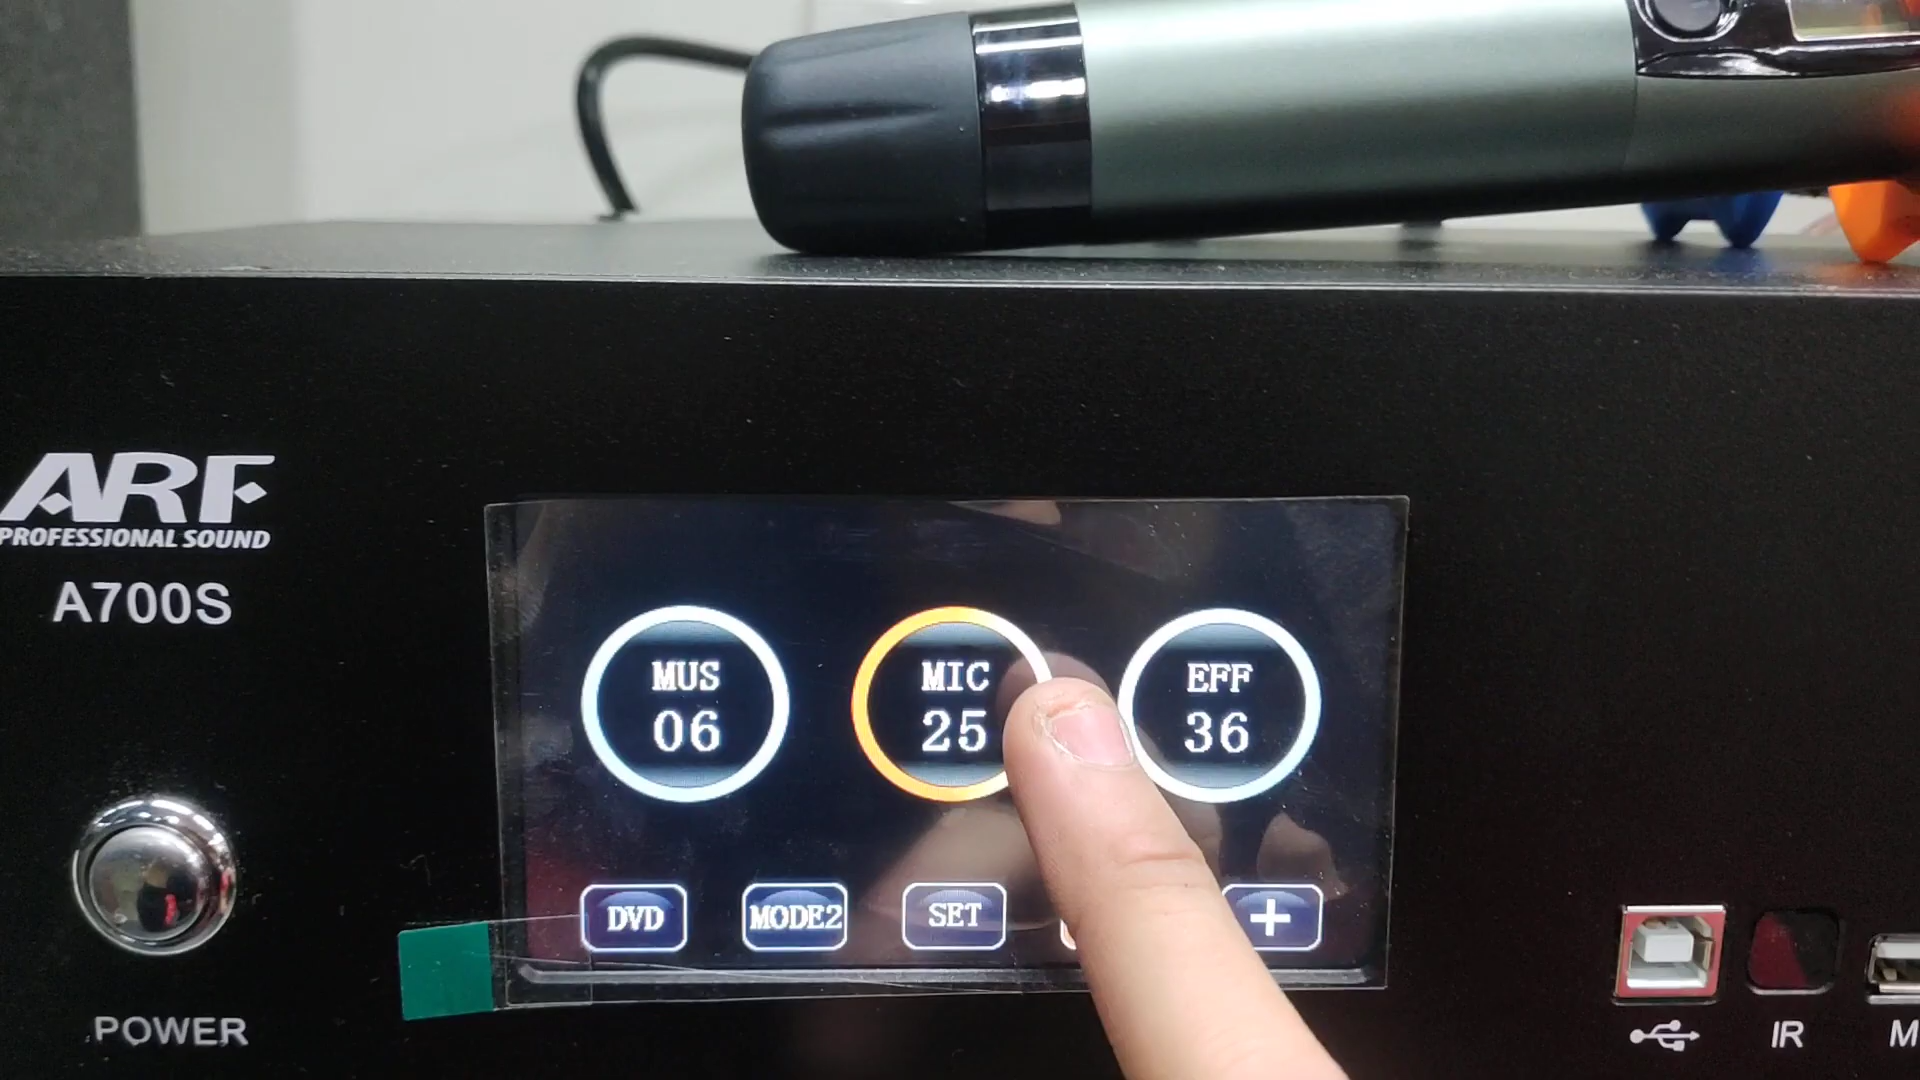 ARF
PROFESSIONAL SOUND
A700S
MUS
06
MIC
25
EFF
36
DVD
MODE2
SET
+
POWER
IR